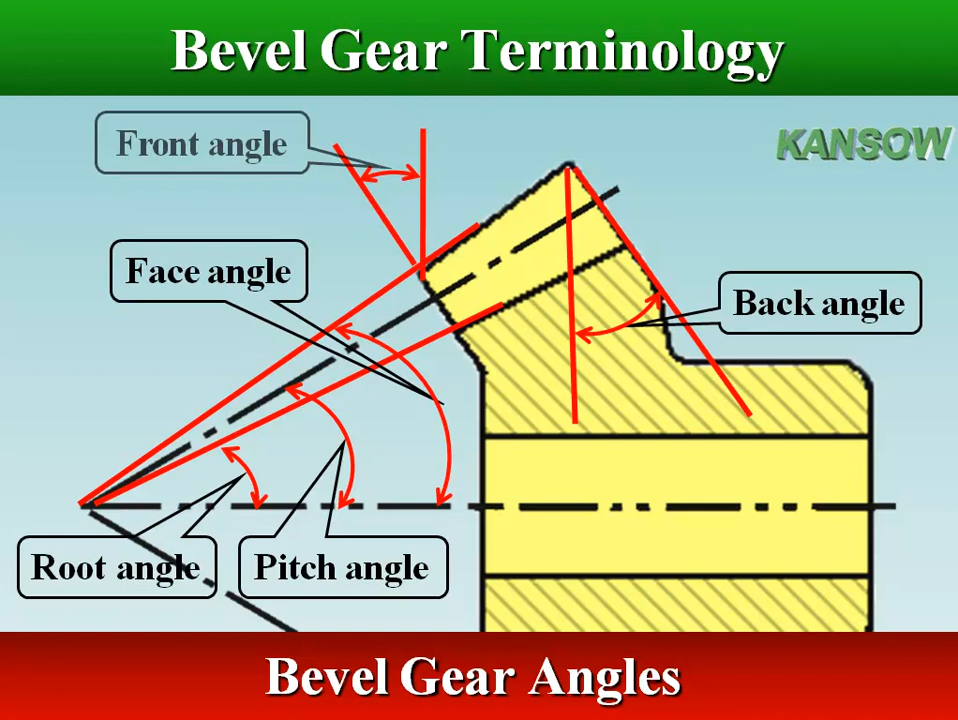 Bevel Gear Terminology
Front angle
KANSOW
Face angle
Back angle
Root angle
Pitch angle
Bevel Gear Angles